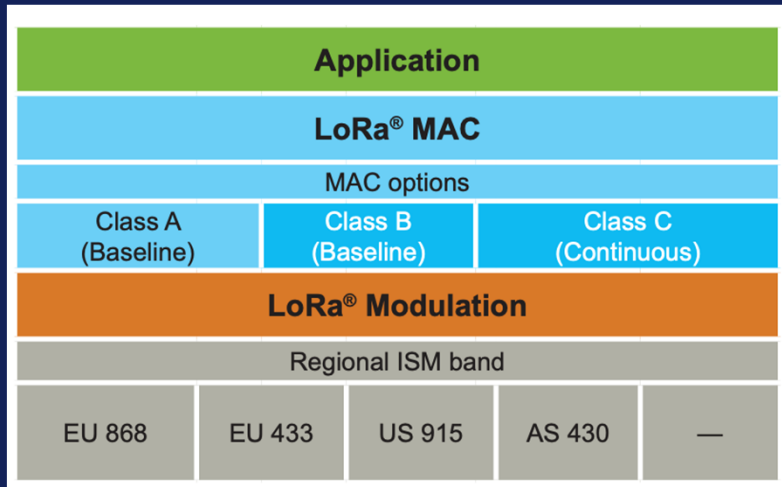 Application
LoRa® MAC
MAC options
Class A
(Baseline)
Class B
(Baseline)
Class C
(Continuous)
LoRa® Modulation
Regional ISM band
EU 868
EU 433
US 915
AS 430
—